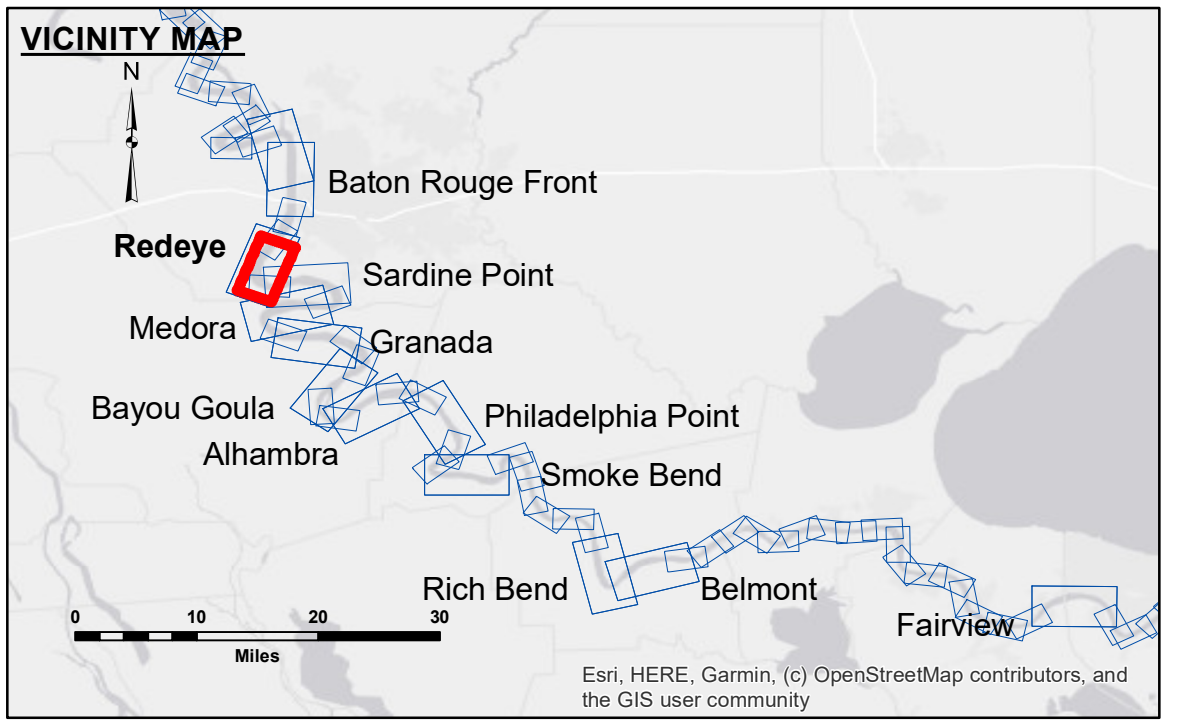 VICINITY MAP
N
Baton Rouge Front
Redeye
Sardine Point
Medora
Granada
Bayou Goula
Philadelphia Point
Alhambra
Smoke Bend
Rich Bend
Belmont
Fairview
0 10 20 30
Miles
Esri, HERE, Garmin, (c) OpenStreetMap contributors, and
the GIS user community